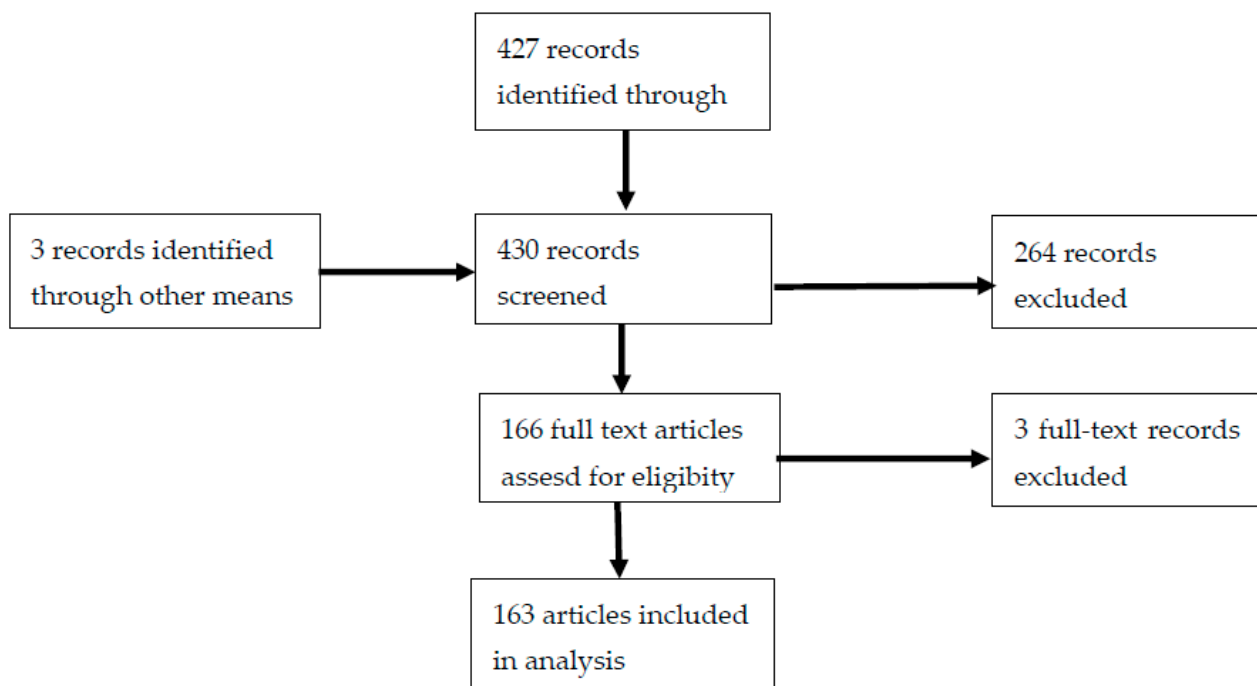 427 records
identified through
3 records identified
through other means
430 records
screened
264 records
excluded
166 full text articles
assesd for eligibity
3 full-text records
excluded
163 articles included
in analysis